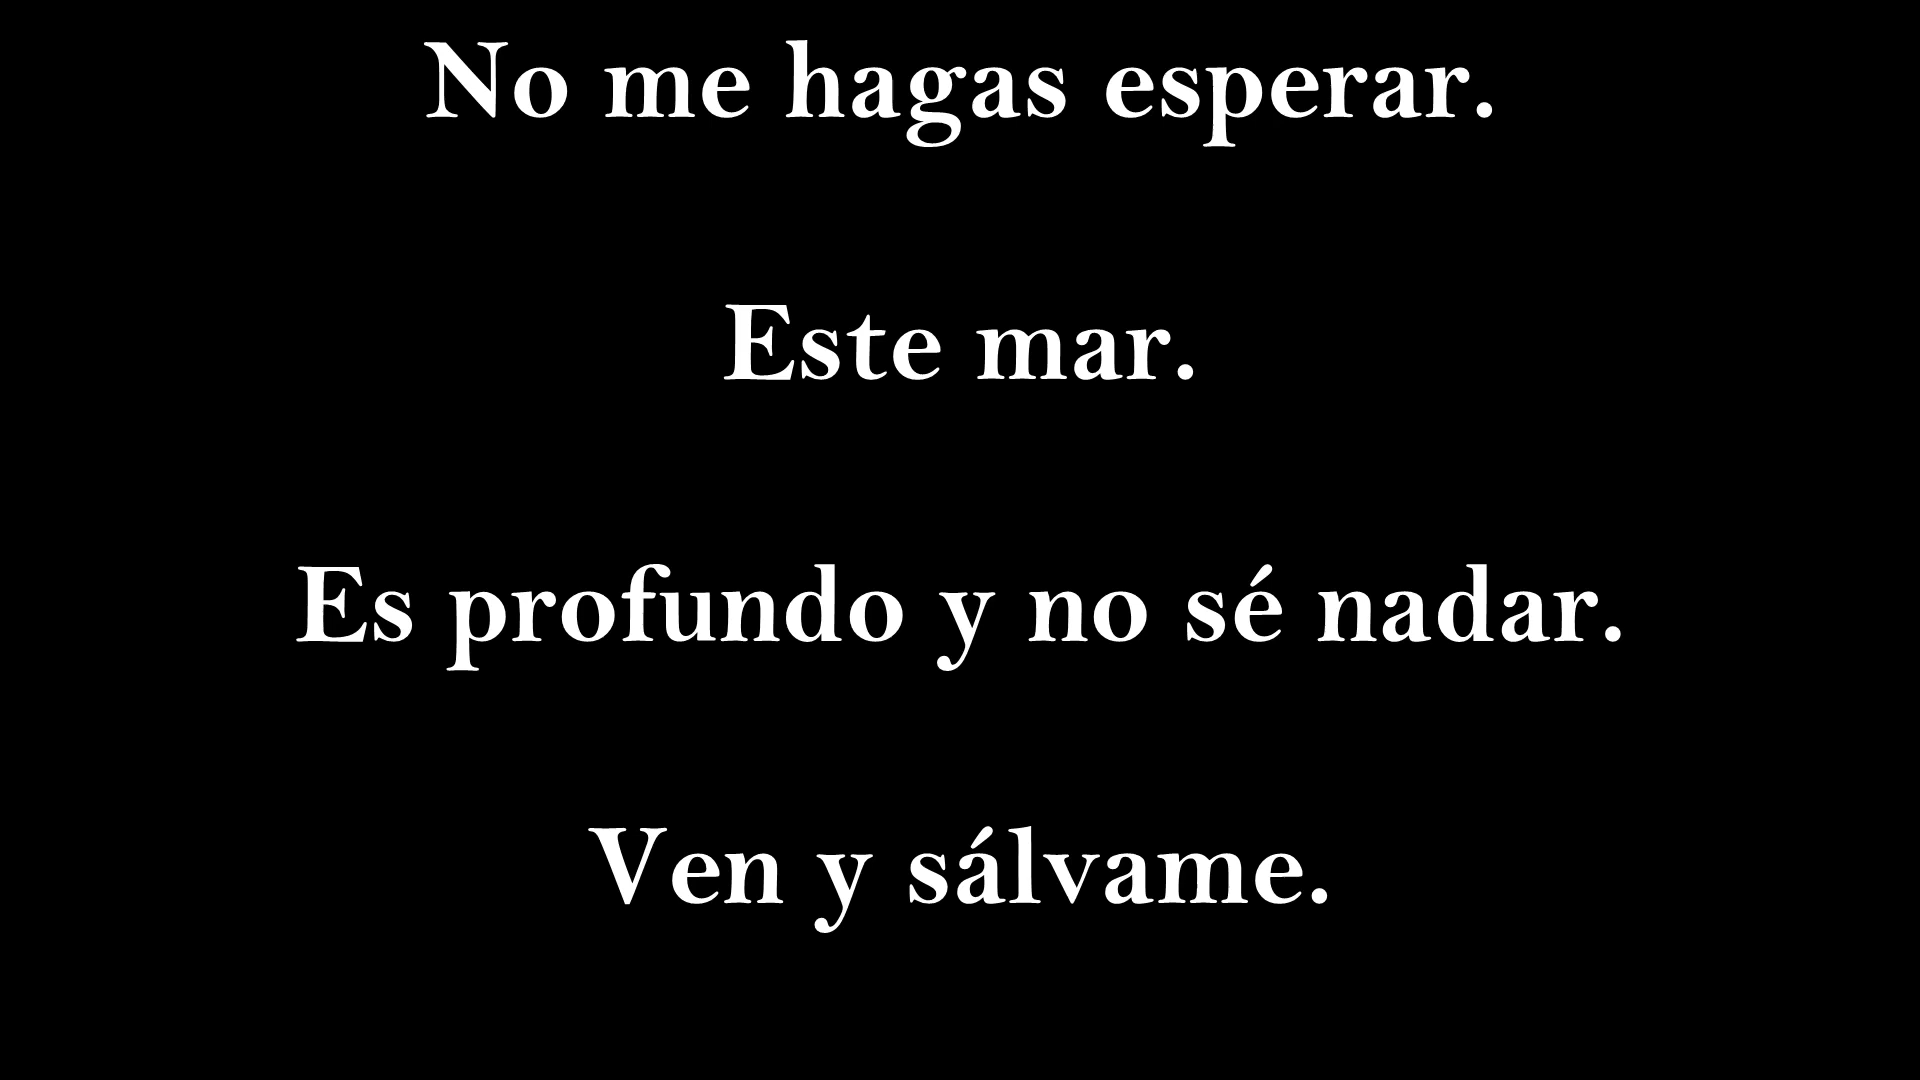 No me hagas esperar.
Este mar.
Es profundo y no sé nadar.
Ven y sálvame.